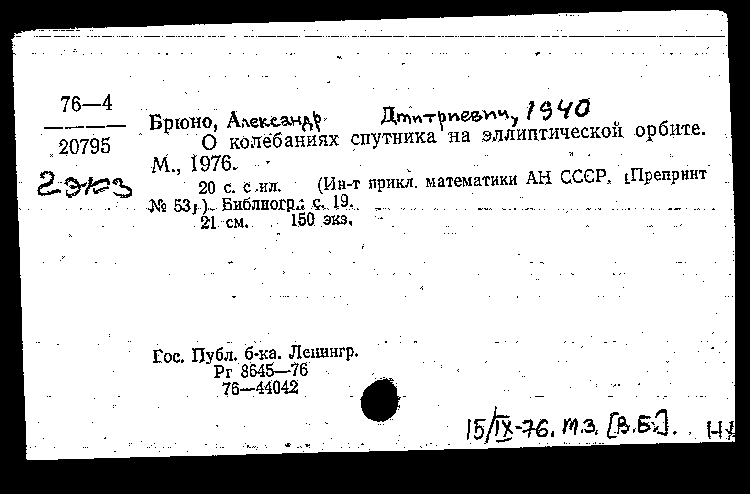 76—4
20795
2 экз
Брюно, Александр Дмитриевич, 1940
О колебаниях спутника на эллиптической орбите.
М., 1976.
20 с. с ил. (Ин-т прикл. математики АН СССР. [Препринт
№ 53]). Библиогр.: с. 19.
21 см. 150 экз.
Гос. Публ. б-ка. Ленингр.
Рг 8645—76
76—44042
15/IX-76. т.з. [В.Б.].